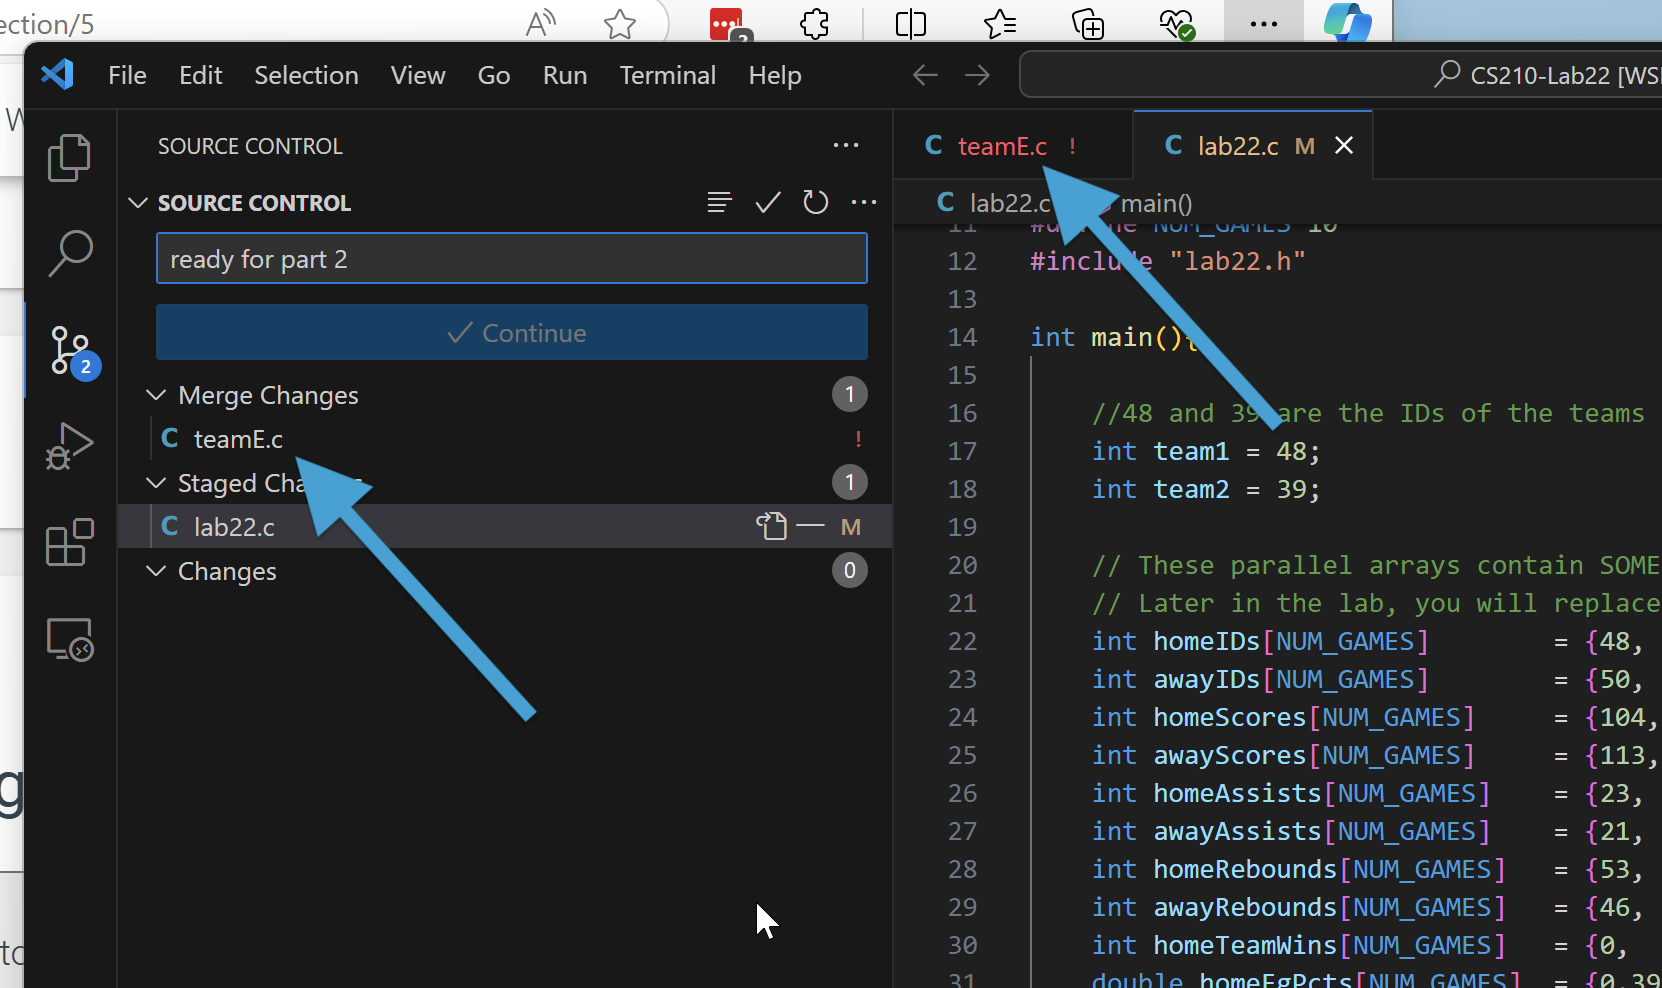 ection/5
File Edit Selection View Go Run Terminal Help
CS210-Lab22 [WS
SOURCE CONTROL
SOURCE CONTROL
ready for part 2
Continue
Merge Changes 1
C teamE.c !
Staged Cha 1
C lab22.c M
Changes 0
2
C teamE.c !
C lab22.c M
C lab22.c main()
11 NUM_GAMES 10
12 #include "lab22.h"
13
14 int main(){
15
16 //48 and 39 are the IDs of the teams
17 int team1 = 48;
18 int team2 = 39;
19
20 // These parallel arrays contain SOME
21 // Later in the lab, you will replace
22 int homeIDs[NUM_GAMES] = {48,
23 int awayIDs[NUM_GAMES] = {50,
24 int homeScores[NUM_GAMES] = {104,
25 int awayScores[NUM_GAMES] = {113,
26 int homeAssists[NUM_GAMES] = {23,
27 int awayAssists[NUM_GAMES] = {21,
28 int homeRebounds[NUM_GAMES] = {53,
29 int awayRebounds[NUM_GAMES] = {46,
30 int homeTeamWins[NUM_GAMES] = {0,
31 double homeFgPcts[NUM_GAMES] = {0.39
W
g
to